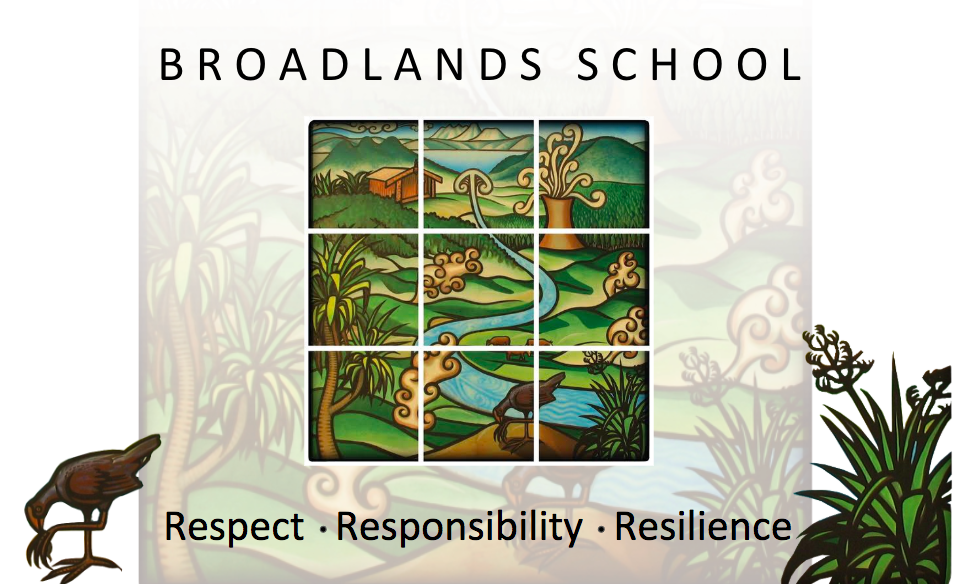 BROADLANDS SCHOOL
Respect · Responsibility · Resilience